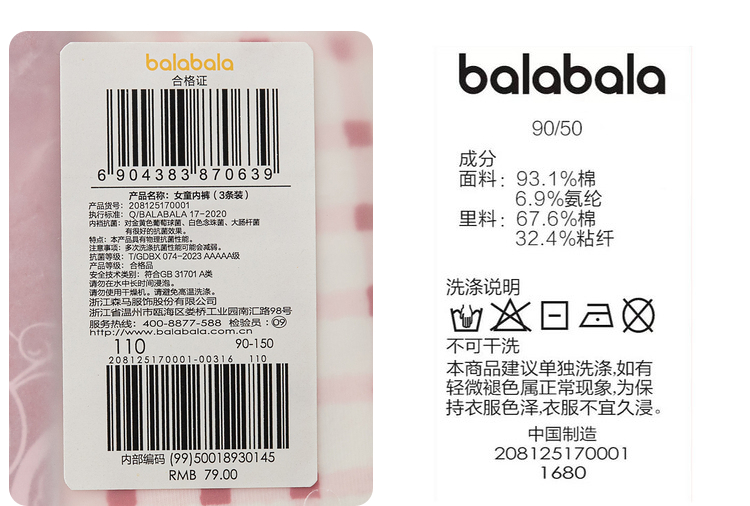 balabala
合格证
6 904383 870639
产品名称：女童内裤（3条装）
产品货号：208125170001
执行标准：Q/BALABALA 17-2020
内裆抗菌：对金黄色葡萄球菌、白色念珠菌、大肠杆菌
有很好的抗菌效果。
特点：本产品具有物理抗菌性能。
注意事项：多次洗涤抗菌性能可能会减弱。
抗菌等级：T/GDBX 074-2023 AAAAA级
产品等级：合格品
安全技术类别：符合GB 31701 A类
请勿在水中长时间浸泡。
请勿使用干燥机。请避免高温洗涤。
浙江森马服饰股份有限公司
浙江省温州市瓯海区娄桥工业园南汇路98号
服务热线：400-8877-588 检验员：09
http://www.balabala.com.cn
110 90-150
208125170001-00316 110
内部编码 (99)50018930145
RMB 79.00
balabala
90/50
成分
面料：93.1%棉
6.9%氨纶
里料：67.6%棉
32.4%粘纤
洗涤说明
不可干洗
本商品建议单独洗涤,如有
轻微褪色属正常现象,为保
持衣服色泽,衣服不宜久浸。
中国制造
208125170001
1680